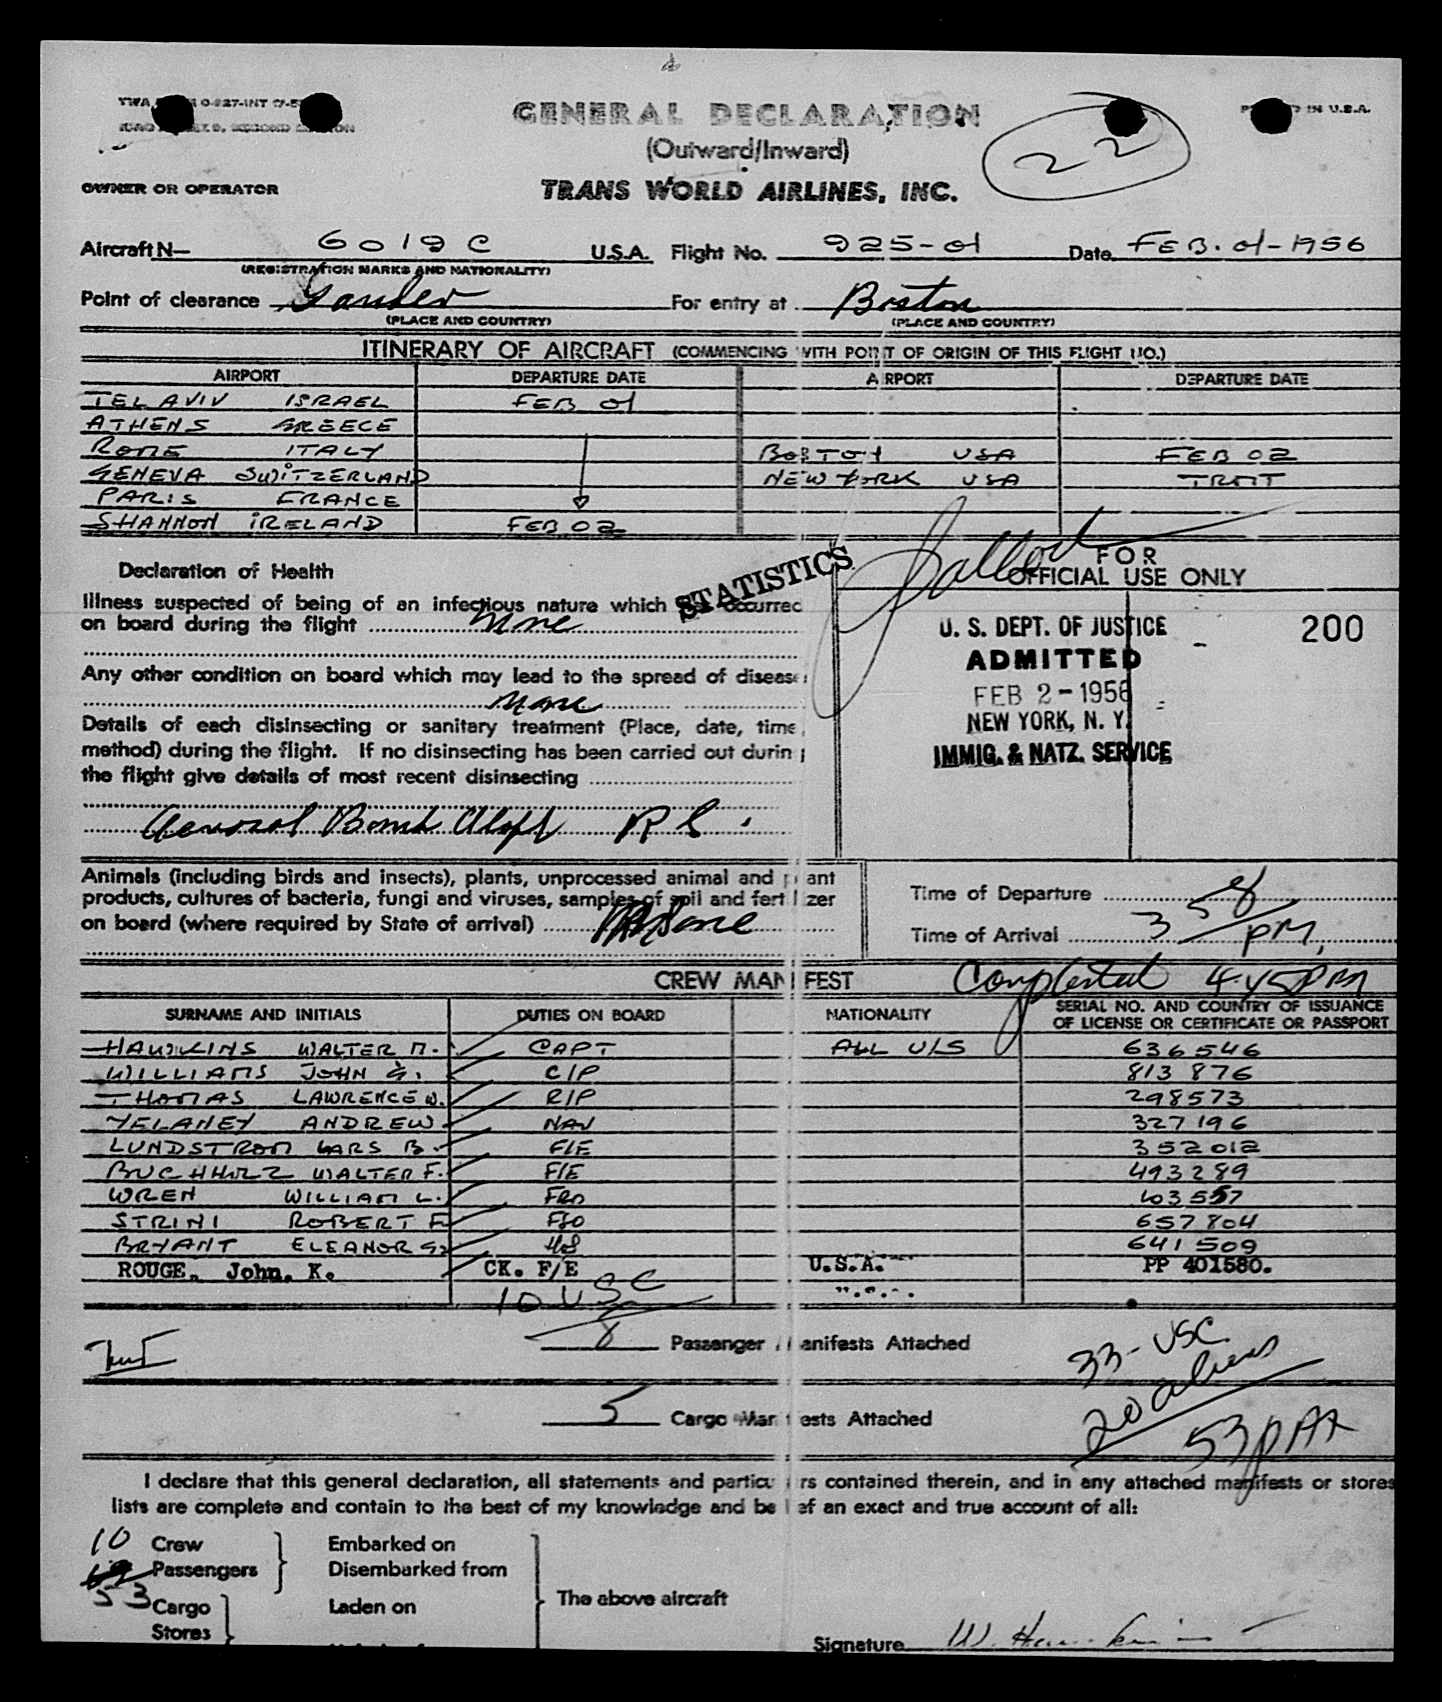 GENERAL DECLARATION
(Outward/Inward)
22
PRINTED IN U.S.A.
OWNER OR OPERATOR
TRANS WORLD AIRLINES, INC.
Aircraft N— 6019 C U.S.A. Flight No. 925-01 Date FEB. 01-1956
(REGISTRATION MARKS AND NATIONALITY)
Point of clearance Gander For entry at Boston
(PLACE AND COUNTRY) (PLACE AND COUNTRY)
ITINERARY OF AIRCRAFT (COMMENCING WITH POINT OF ORIGIN OF THIS FLIGHT NO.)
AIRPORT DEPARTURE DATE AIRPORT DEPARTURE DATE
TEL AVIV ISRAEL FEB 01
ATHENS GREECE
ROME ITALY BOSTON USA FEB 02
GENEVA SWITZERLAND NEW YORK USA TRMT
PARIS FRANCE
SHANNON IRELAND FEB 02
STATISTICS
Declaration of Health
FOR
OFFICIAL USE ONLY
Illness suspected of being of an infectious nature which has occurred
on board during the flight None
Any other condition on board which may lead to the spread of disease
None
U. S. DEPT. OF JUSTICE 200
ADMITTED
FEB 2 - 1956
NEW YORK, N. Y.
IMMIG. & NATZ. SERVICE
Details of each disinsecting or sanitary treatment (Place, date, time,
method) during the flight. If no disinsecting has been carried out during
the flight give details of most recent disinsecting
Aerosol Bomb Aloft R S.
Animals (including birds and insects), plants, unprocessed animal and plant
products, cultures of bacteria, fungi and viruses, samples of soil and fertilizer
on board (where required by State of arrival) None
Time of Departure
Time of Arrival 3 58 PM.
CREW MANIFEST Completed 4.45 PM
SURNAME AND INITIALS DUTIES ON BOARD NATIONALITY SERIAL NO. AND COUNTRY OF ISSUANCE
OF LICENSE OR CERTIFICATE OR PASSPORT
HAWKINS WALTER M. CAPT ALL U/S 636546
WILLIAMS JOHN G. C/P 813 876
THOMAS LAWRENCE W. R/P 298573
YELANEY ANDREW NAV 327196
LUNDSTROM LARS B. F/E 352012
BUCHHOLZ WALTER F. F/E 493289
WREN WILLIAM L. 103557
STRINI ROBERT F. 657804
BRYANT ELEANOR G. H/S 641509
ROUGE, John. K. CK. F/E U.S.A. PP 401580.
10 USC
8 Passenger Manifests Attached
33-USC
20 aliens
53 PAX
5 Cargo Manifests Attached
I declare that this general declaration, all statements and particulars contained therein, and in any attached manifests or stores
lists are complete and contain to the best of my knowledge and belief an exact and true account of all:
10 Crew Embarked on
Passengers Disembarked from
53
The above aircraft
Cargo Laden on
Stores
Signature W. Hawkins